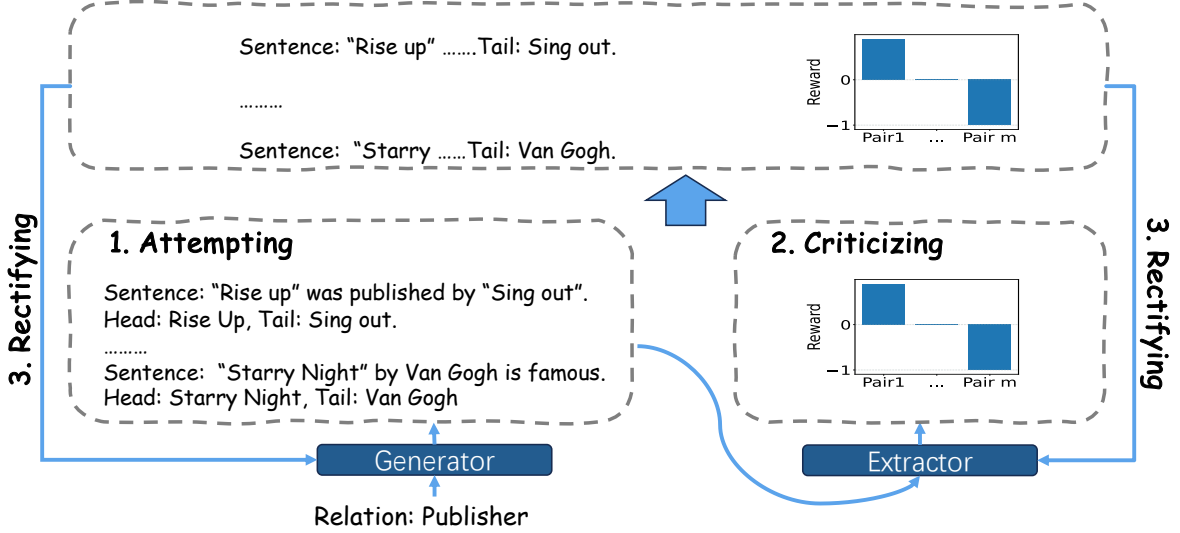 Sentence: “Rise up” …….Tail: Sing out.
………
Sentence:  “Starry ……Tail: Van Gogh.
Reward
0
−1
Pair1 ... Pair m
3. Rectifying
3. Rectifying
1. Attempting
Sentence: “Rise up” was published by “Sing out”.
Head: Rise Up, Tail: Sing out.
………
Sentence:  “Starry Night” by Van Gogh is famous.
Head: Starry Night, Tail: Van Gogh
2. Criticizing
Reward
0
−1
Pair1 ... Pair m
Generator
Extractor
Relation: Publisher